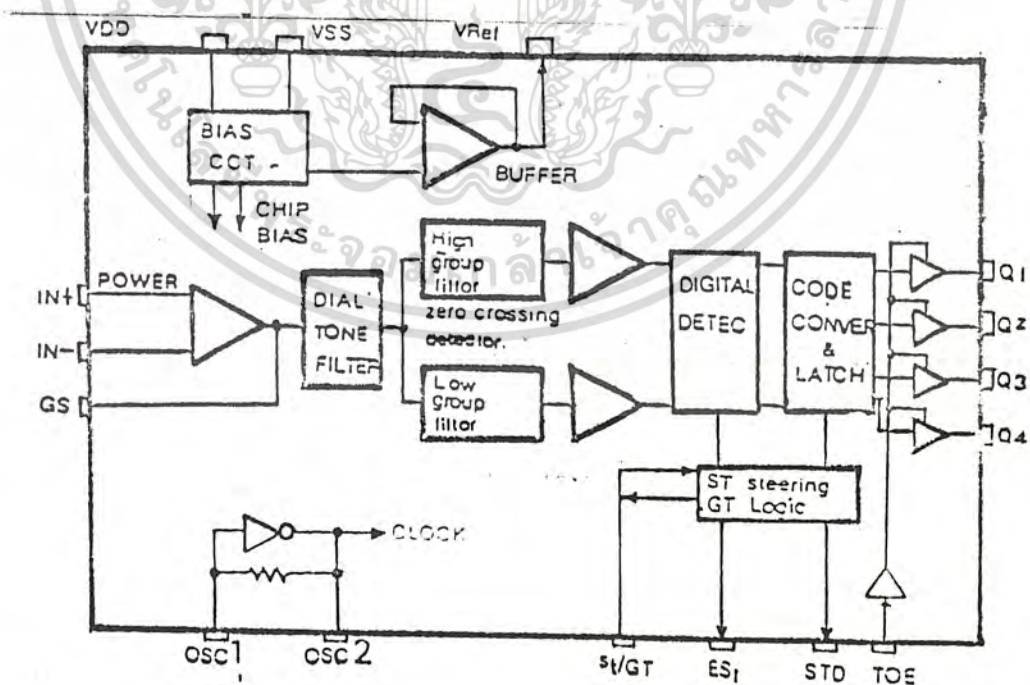 VDD
VSS
VRef
BIAS
CCT
BUFFER
CHIP
BIAS
POWER
IN+
IN-
GS
DIAL
TONE
FILTER
High
group
filtor
zero crossing
detector.
Low
group
filtor
DIGITAL
DETEC
CODE
CONVER
&
LATCH
Q1
Q2
Q3
Q4
ST steering
GT Logic
CLOCK
OSC1
OSC2
St/GT
ESt
STD
TOE